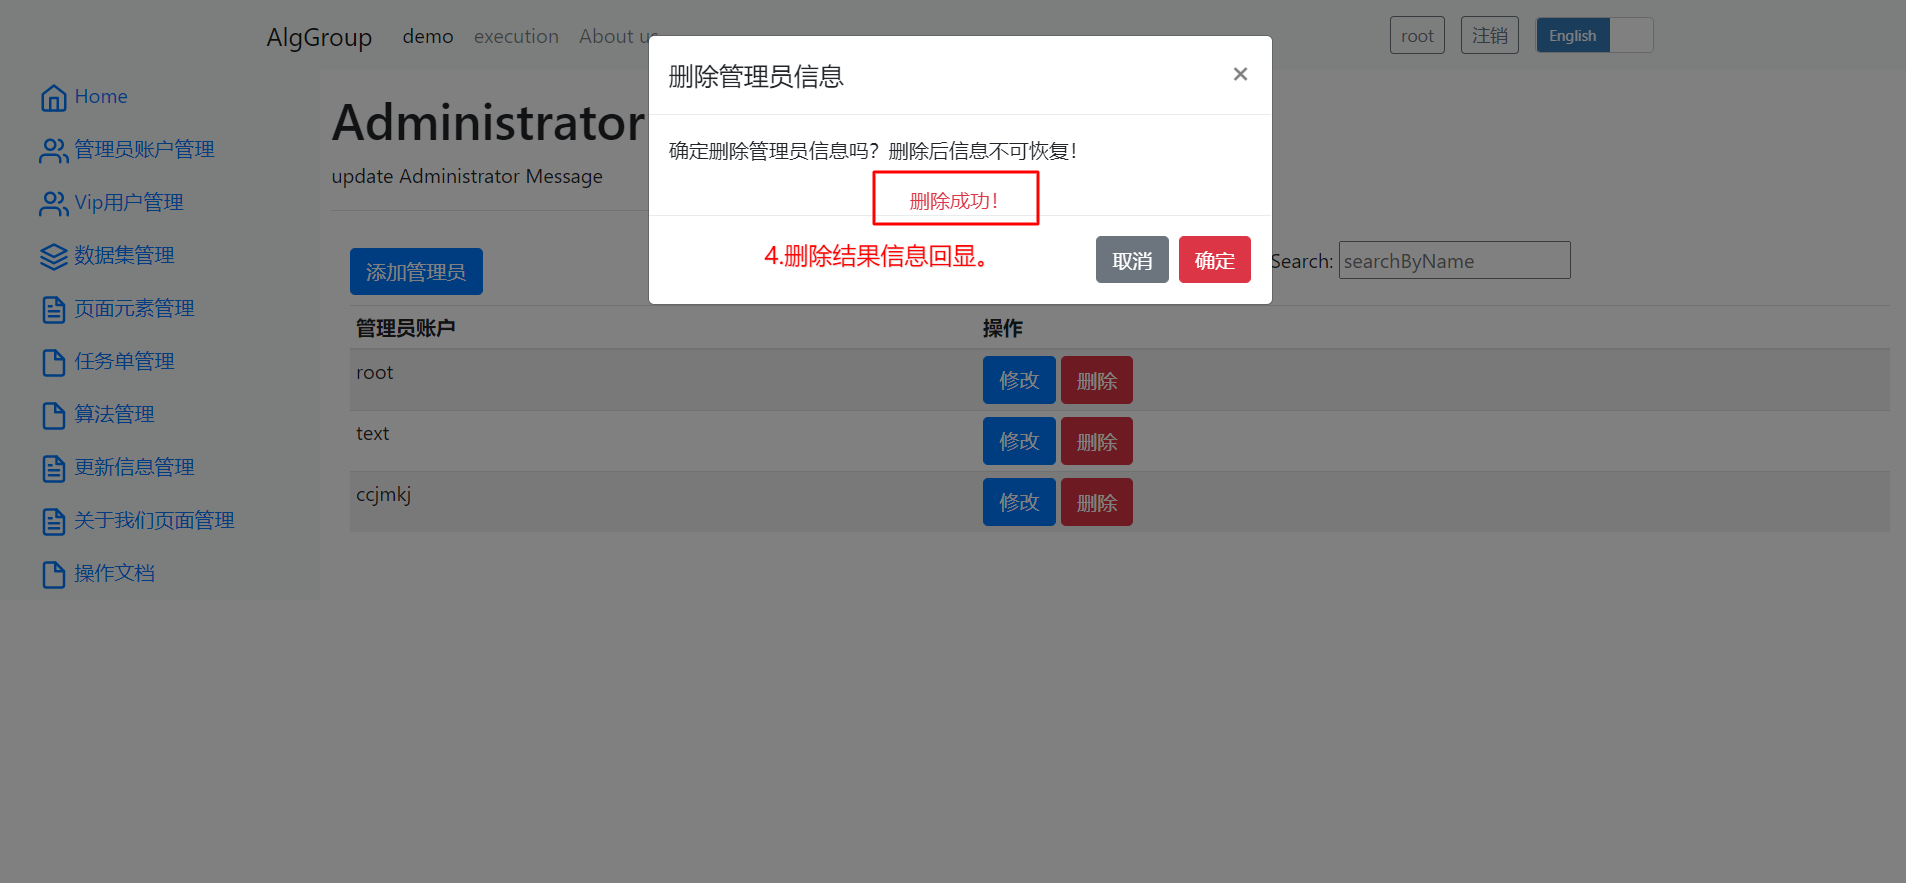 AlgGroup demo execution About us
root 注销 English
Home
管理员账户管理
Vip用户管理
数据集管理
页面元素管理
任务单管理
算法管理
更新信息管理
关于我们页面管理
操作文档
Administrator
update Administrator Message
删除管理员信息 ×
确定删除管理员信息吗？删除后信息不可恢复！
删除成功！
4.删除结果信息回显。
取消 确定
添加管理员
Search: searchByName
管理员账户 操作
root 修改 删除
text 修改 删除
ccjmkj 修改 删除